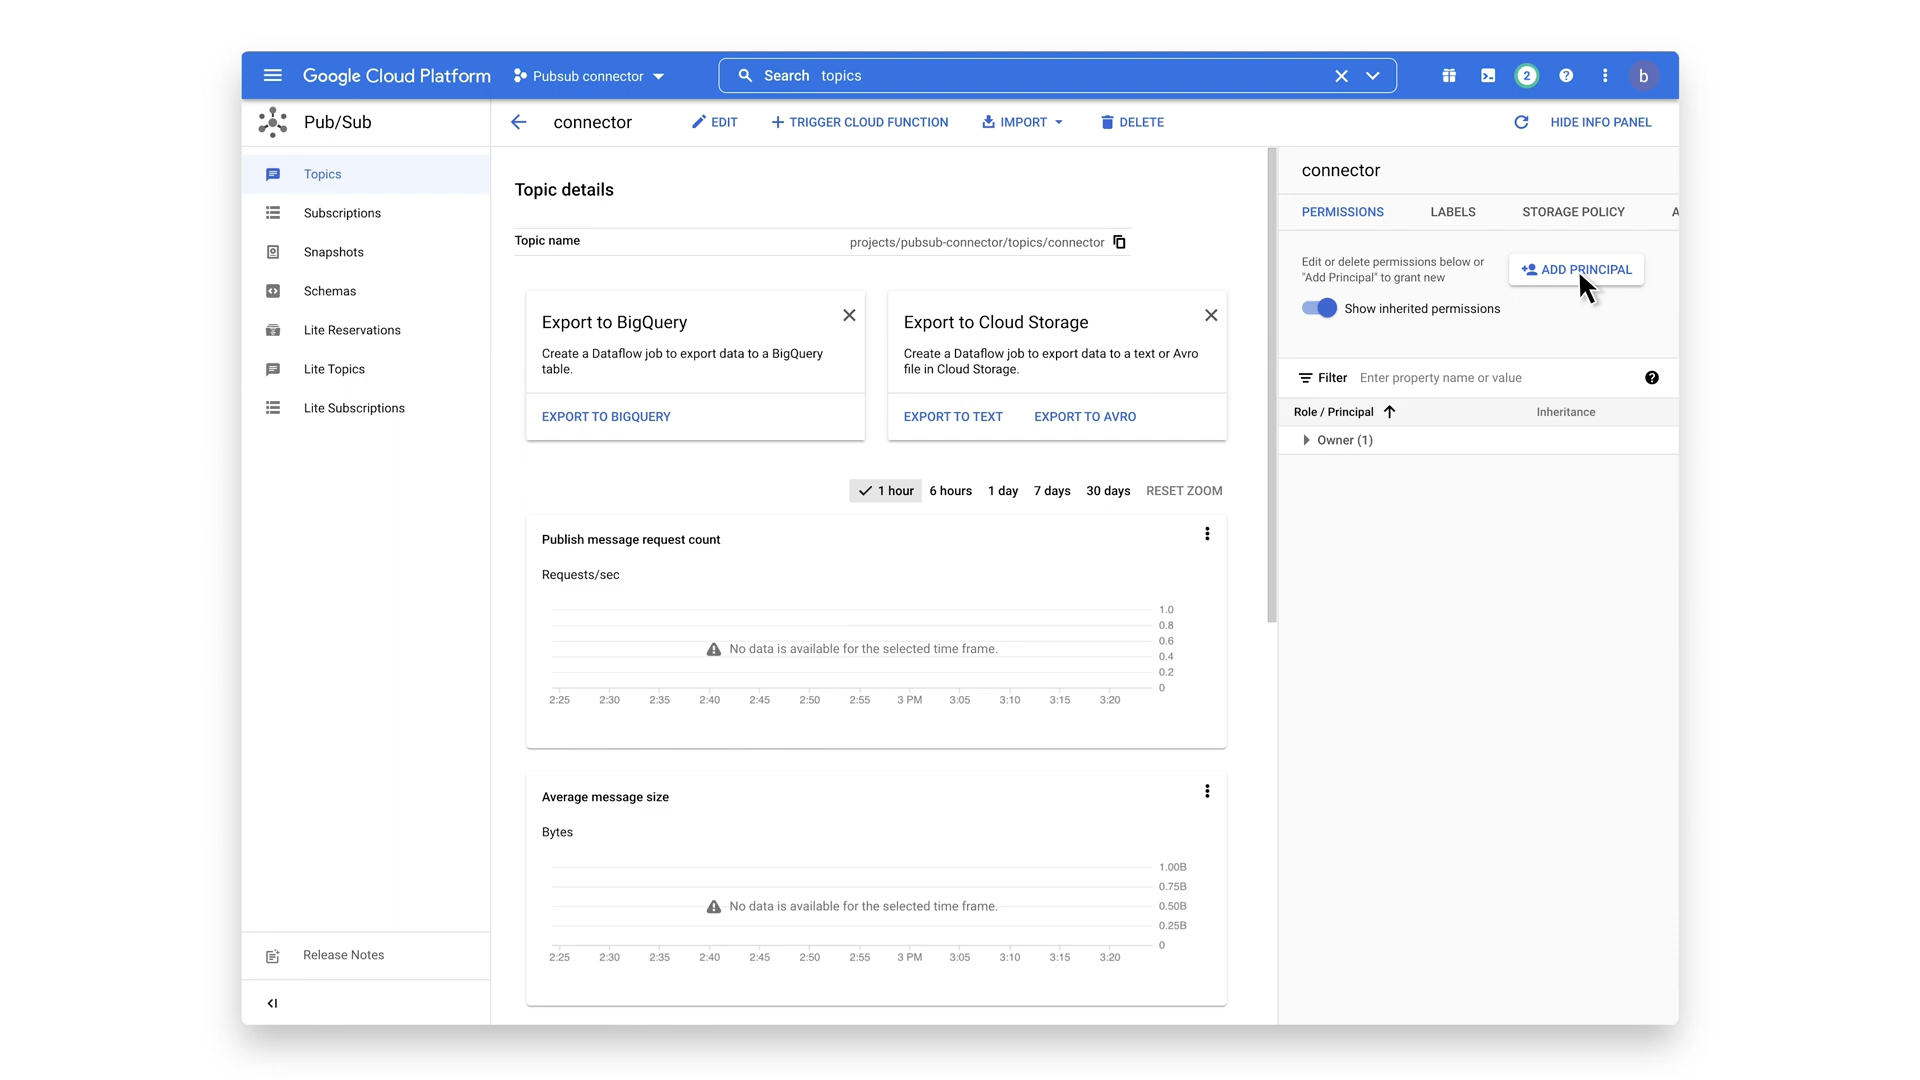 Google Cloud Platform
Pubsub connector
Search topics
2
b
Pub/Sub
connector
EDIT
TRIGGER CLOUD FUNCTION
IMPORT
DELETE
HIDE INFO PANEL
Topics
Subscriptions
Snapshots
Schemas
Lite Reservations
Lite Topics
Lite Subscriptions
Release Notes
Topic details
Topic name
projects/pubsub-connector/topics/connector
Export to BigQuery
Create a Dataflow job to export data to a BigQuery
table.
EXPORT TO BIGQUERY
Export to Cloud Storage
Create a Dataflow job to export data to a text or Avro
file in Cloud Storage.
EXPORT TO TEXT EXPORT TO AVRO
1 hour 6 hours 1 day 7 days 30 days RESET ZOOM
Publish message request count
Requests/sec
1.0
0.8
0.6
No data is available for the selected time frame.
0.4
0.2
0
2:25 2:30 2:35 2:40 2:45 2:50 2:55 3 PM 3:05 3:10 3:15 3:20
Average message size
Bytes
1.00B
0.75B
0.50B
No data is available for the selected time frame.
0.25B
0
2:25 2:30 2:35 2:40 2:45 2:50 2:55 3 PM 3:05 3:10 3:15 3:20
connector
PERMISSIONS LABELS STORAGE POLICY A
Edit or delete permissions below or
"Add Principal" to grant new
ADD PRINCIPAL
Show inherited permissions
Filter Enter property name or value
Role / Principal Inheritance
Owner (1)